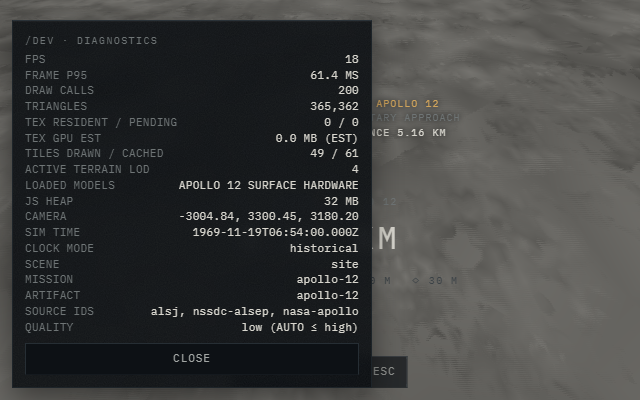 /DEV · DIAGNOSTICS
FPS 18
FRAME P95 61.4 MS
DRAW CALLS 200
TRIANGLES 365,362
TEX RESIDENT / PENDING 0 / 0
TEX GPU EST 0.0 MB (EST)
TILES DRAWN / CACHED 49 / 61
ACTIVE TERRAIN LOD 4
LOADED MODELS APOLLO 12 SURFACE HARDWARE
JS HEAP 32 MB
CAMERA -3004.84, 3300.45, 3180.20
SIM TIME 1969-11-19T06:54:00.000Z
CLOCK MODE historical
SCENE site
MISSION apollo-12
ARTIFACT apollo-12
SOURCE IDS alsj, nssdc-alsep, nasa-apollo
QUALITY low (AUTO ≤ high)
CLOSE
APOLLO 12
TARY APPROACH
NCE 5.16 KM
12
M
M ◇ 30 M
ESC